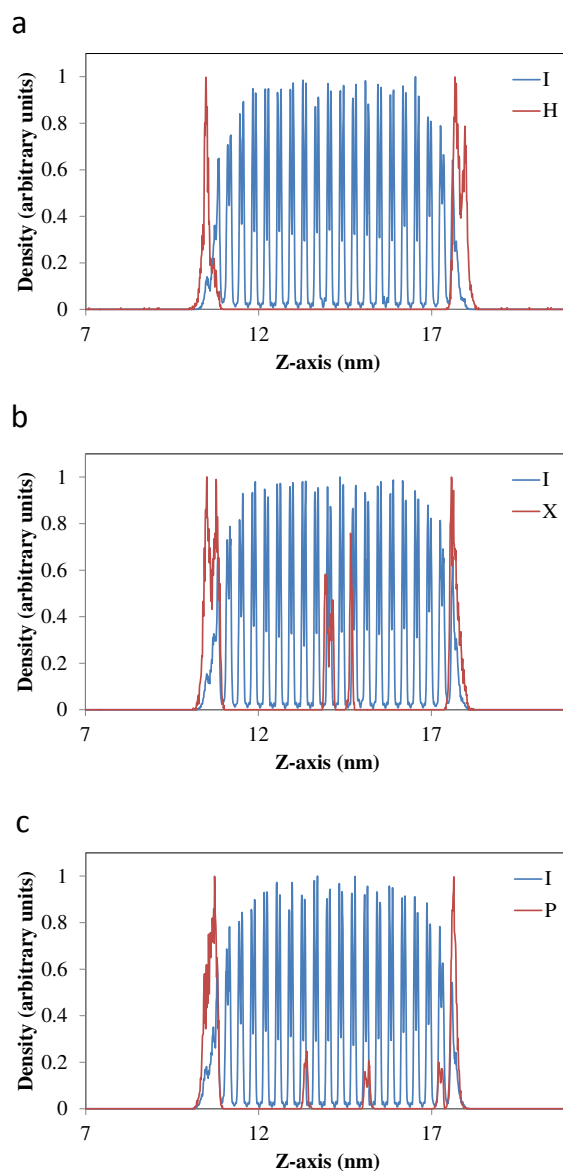 a
Density (arbitrary units)
1
0.8
0.6
0.4
0.2
0
7
12
17
Z-axis (nm)
I
H
b
Density (arbitrary units)
1
0.8
0.6
0.4
0.2
0
7
12
17
Z-axis (nm)
I
X
c
Density (arbitrary units)
1
0.8
0.6
0.4
0.2
0
7
12
17
Z-axis (nm)
I
P